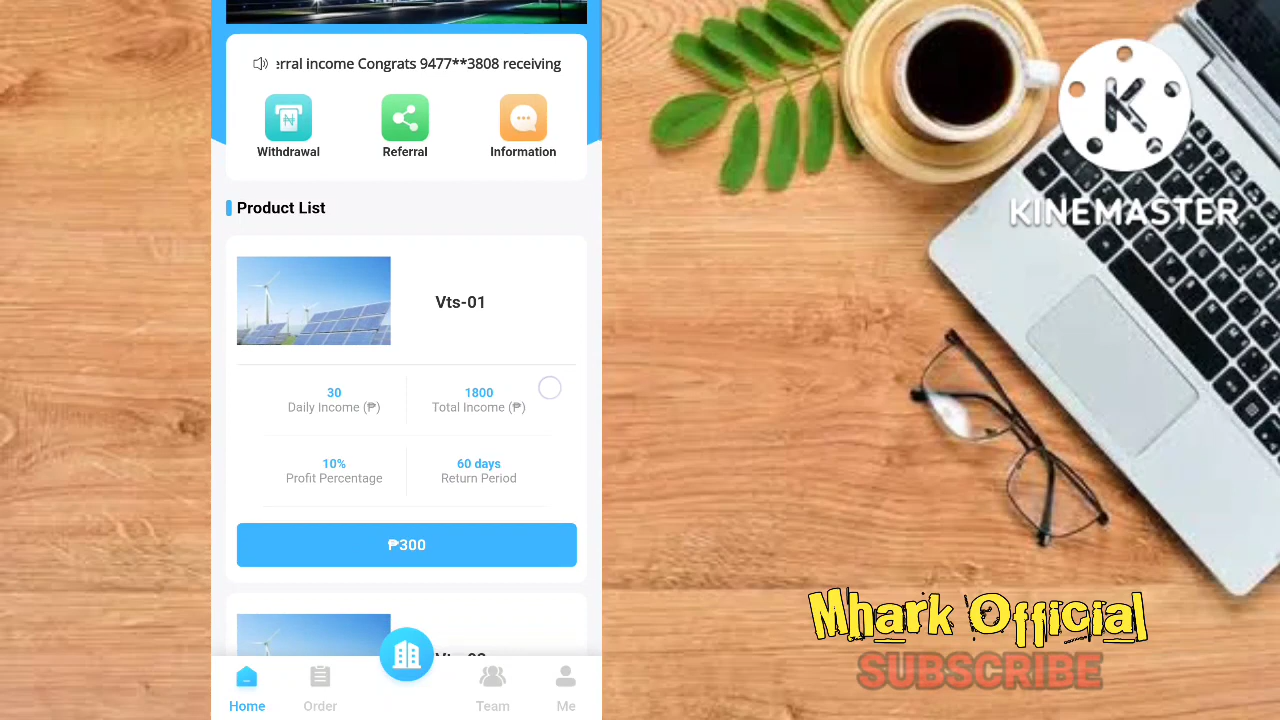 erral income Congrats 9477**3808 receiving
Withdrawal
Referral
Information
Product List
Vts-01
30
Daily Income (₱)
1800
Total Income (₱)
10%
Profit Percentage
60 days
Return Period
₱300
Home
Order
Team
Me
K
KINEMASTER
Mhark Official
SUBSCRIBE